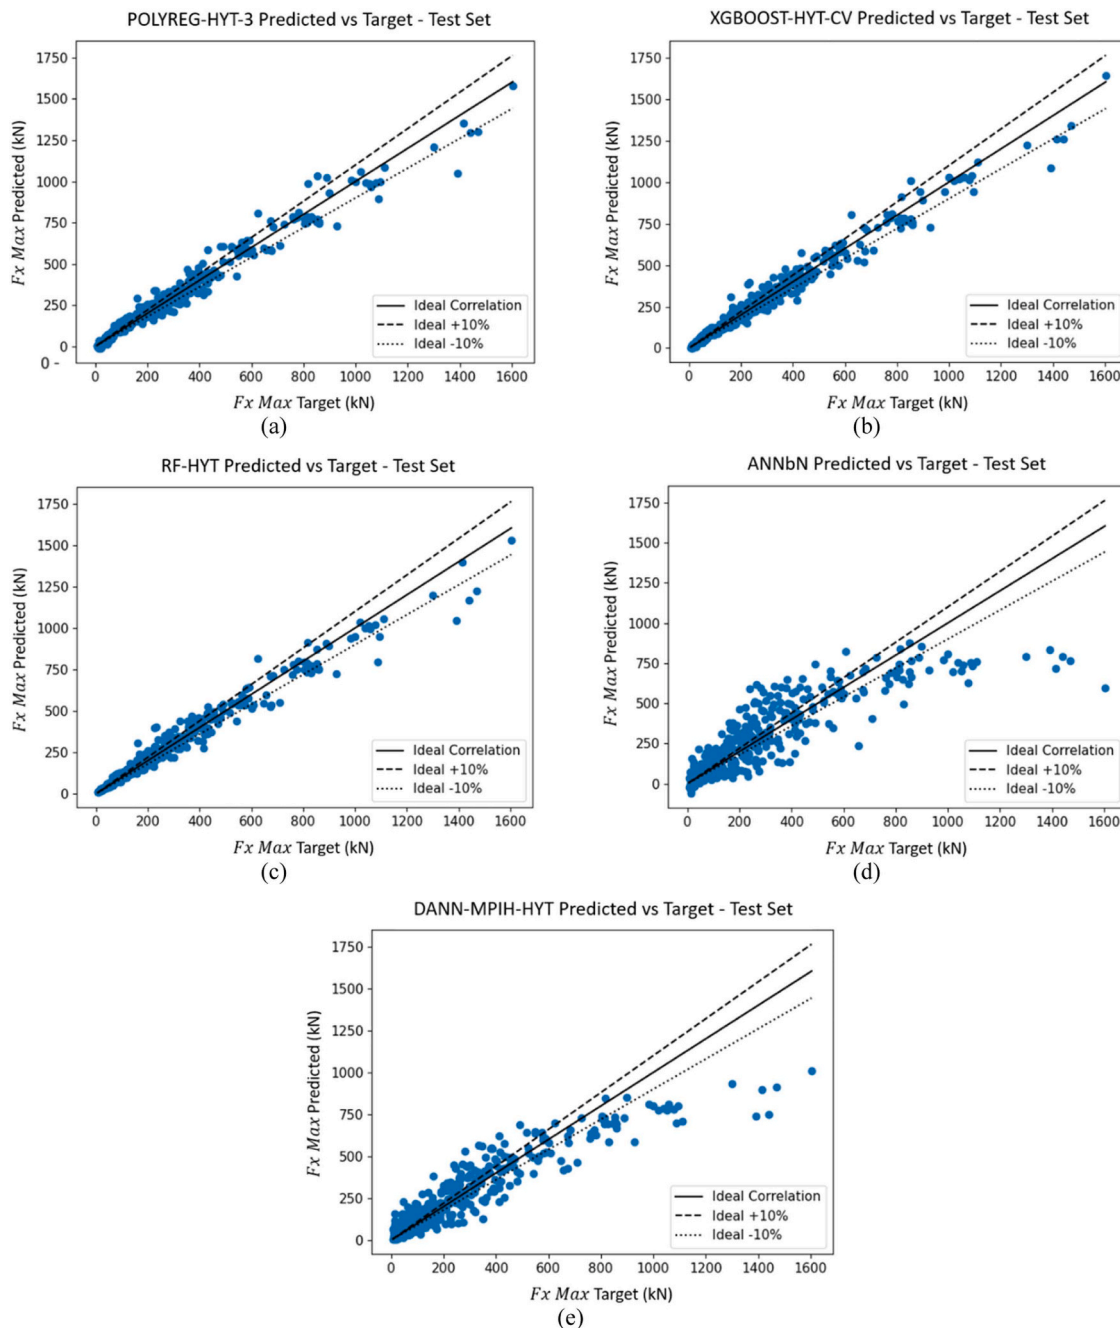 POLYREG-HYT-3 Predicted vs Target - Test Set
1750
1500
1250
1000
750
500
250
0
0 -
Fx Max Predicted (kN)
Ideal Correlation
Ideal +10%
Ideal -10%
0 200 400 600 800 1000 1200 1400 1600
Fx Max Target (kN)
(a)
XGBOOST-HYT-CV Predicted vs Target - Test Set
1750
1500
1250
1000
750
500
250
0
Fx Max Predicted (kN)
Ideal Correlation
Ideal +10%
Ideal -10%
0 200 400 600 800 1000 1200 1400 1600
Fx Max Target (kN)
(b)
RF-HYT Predicted vs Target - Test Set
1750
1500
1250
1000
750
500
250
0
Fx Max Predicted (kN)
Ideal Correlation
Ideal +10%
Ideal -10%
0 200 400 600 800 1000 1200 1400 1600
Fx Max Target (kN)
(c)
ANNbN Predicted vs Target - Test Set
1750
1500
1250
1000
750
500
250
0
Fx Max Predicted (kN)
Ideal Correlation
Ideal +10%
Ideal -10%
0 200 400 600 800 1000 1200 1400 1600
Fx Max Target (kN)
(d)
DANN-MPIH-HYT Predicted vs Target - Test Set
1750
1500
1250
1000
750
500
250
0
Fx Max Predicted (kN)
Ideal Correlation
Ideal +10%
Ideal -10%
0 200 400 600 800 1000 1200 1400 1600
Fx Max Target (kN)
(e)